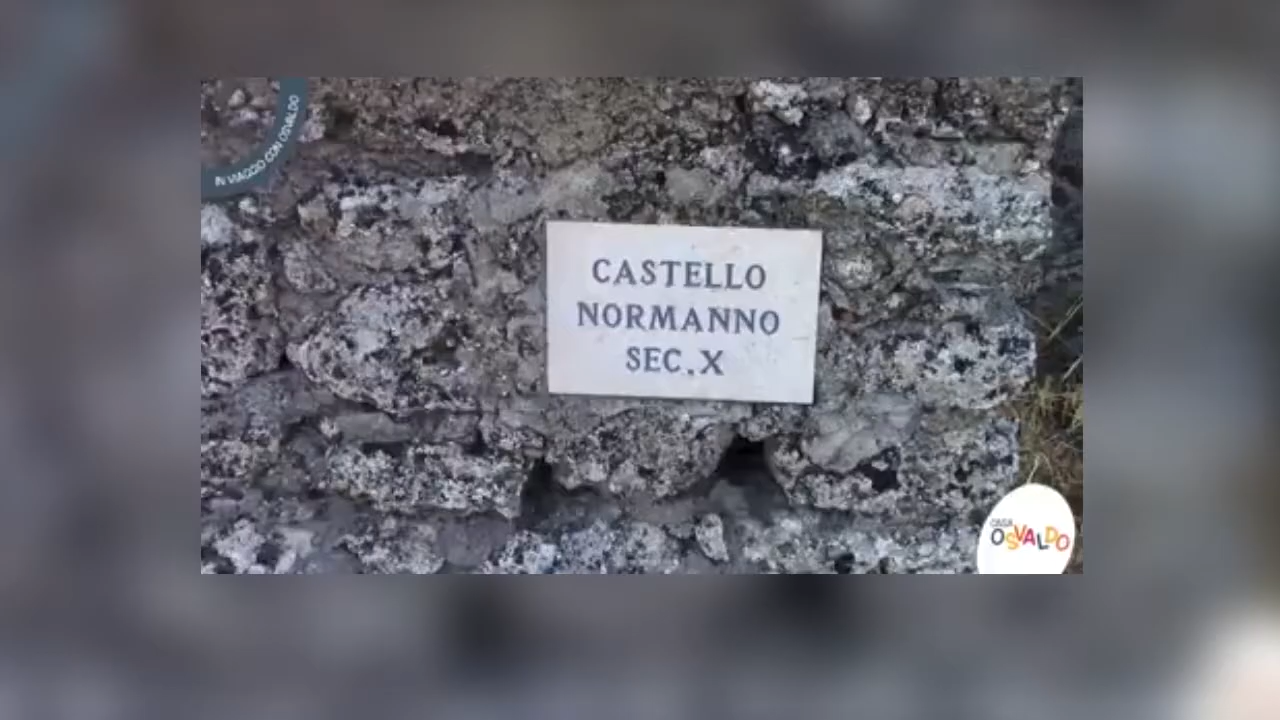 IN VIAGGIO CON OSVALDO
CASTELLO
NORMANNO
SEC.X
CASA
OSVALDO